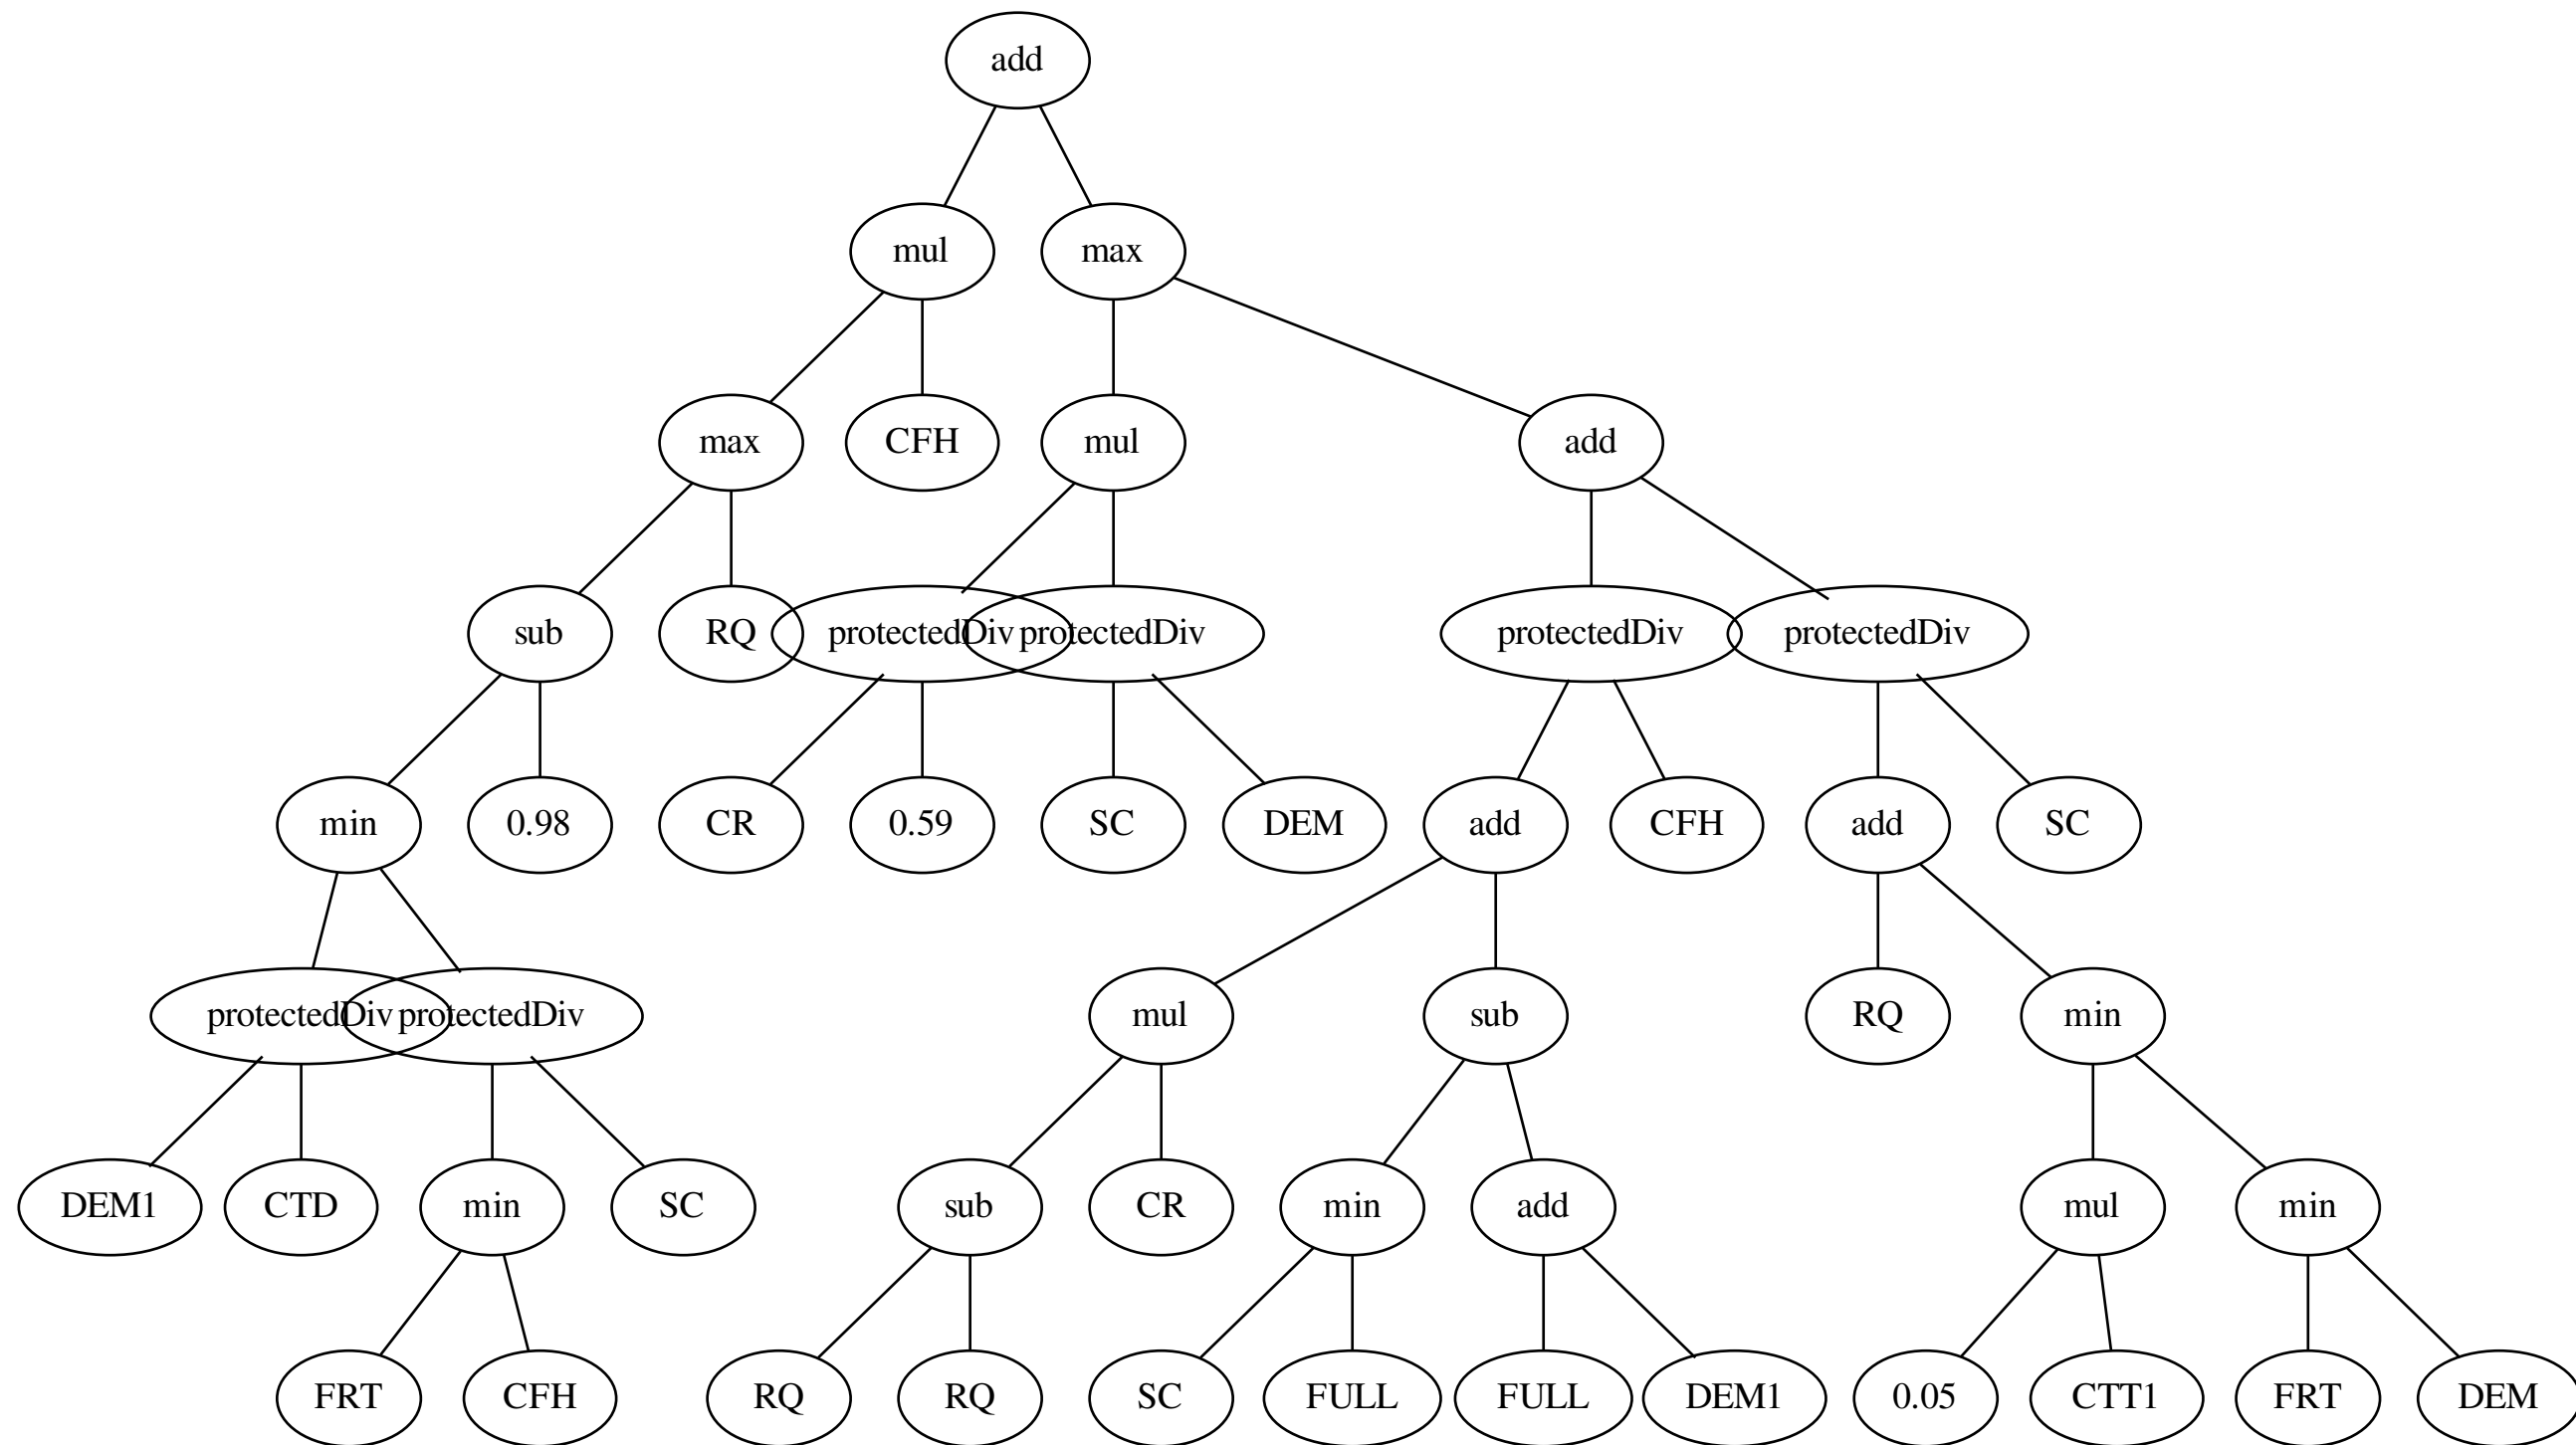 add
mul max
max CFH mul add
sub RQ protectedDiv protectedDiv protectedDiv protectedDiv
min 0.98 CR 0.59 SC DEM add CFH add SC
protectedDiv protectedDiv mul sub RQ min
DEM1 CTD min SC sub CR min add mul min
FRT CFH RQ RQ SC FULL FULL DEM1 0.05 CTT1 FRT DEM